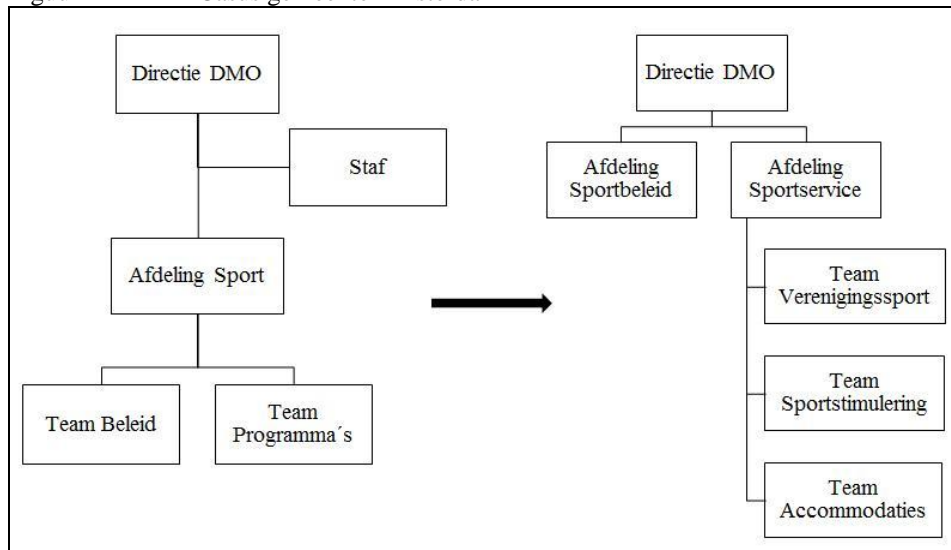 Directie DMO
Staf
Afdeling Sport
Team Beleid
Team
Programma´s
Directie DMO
Afdeling
Sportbeleid
Afdeling
Sportservice
Team
Verenigingssport
Team
Sportstimulering
Team
Accommodaties